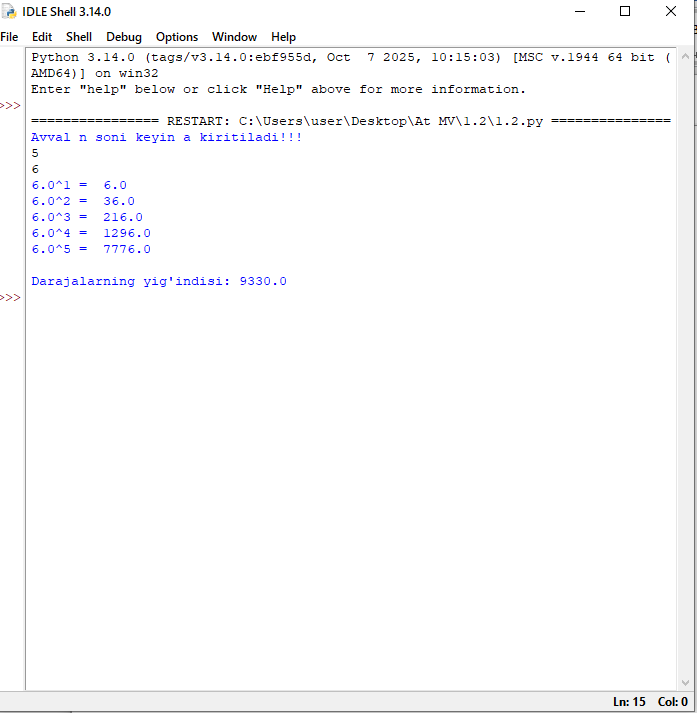 IDLE Shell 3.14.0
File Edit Shell Debug Options Window Help
Python 3.14.0 (tags/v3.14.0:ebf955d, Oct  7 2025, 10:15:03) [MSC v.1944 64 bit (
AMD64)] on win32
Enter "help" below or click "Help" above for more information.
>>>
================ RESTART: C:\Users\user\Desktop\At MV\1.2\1.2.py ===============
Avval n soni keyin a kiritiladi!!!
5
6
6.0^1 =  6.0
6.0^2 =  36.0
6.0^3 =  216.0
6.0^4 =  1296.0
6.0^5 =  7776.0
Darajalarning yig'indisi: 9330.0
>>>
Ln: 15 Col: 0